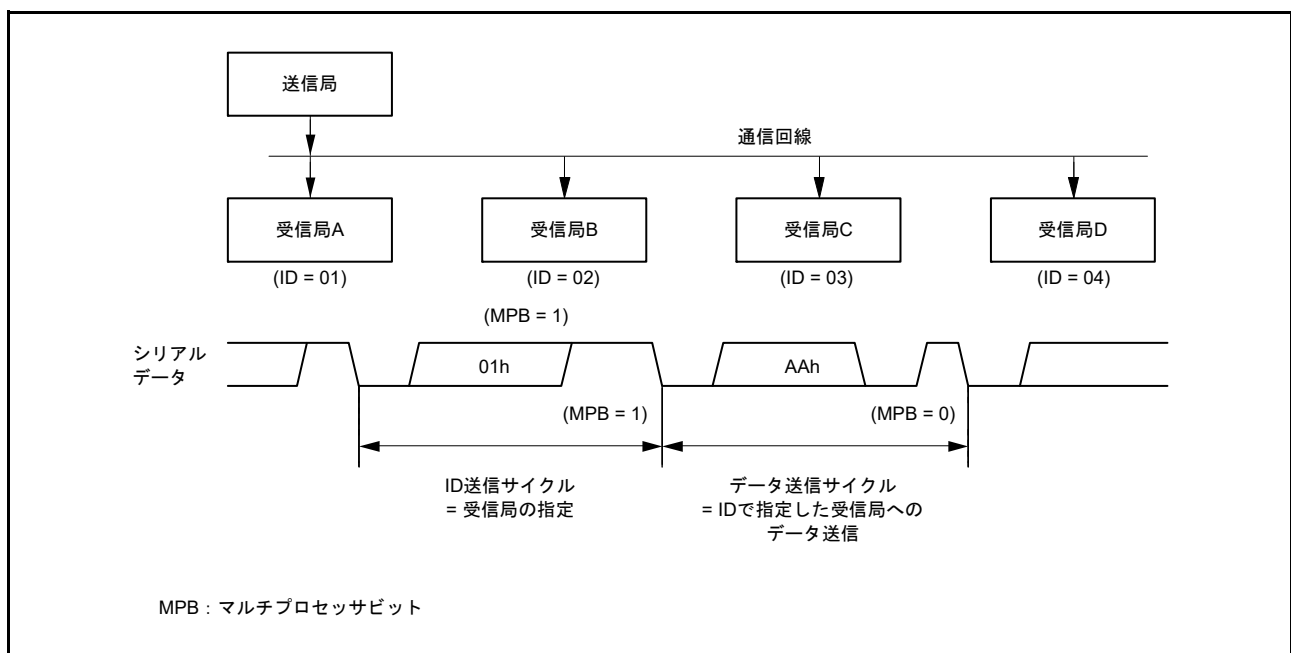 送信局
通信回線
受信局A
受信局B
受信局C
受信局D
(ID = 01)
(ID = 02)
(ID = 03)
(ID = 04)
(MPB = 1)
シリアル
データ
01h
AAh
(MPB = 1)
(MPB = 0)
ID送信サイクル
= 受信局の指定
データ送信サイクル
= IDで指定した受信局への
データ送信
MPB：マルチプロセッサビット